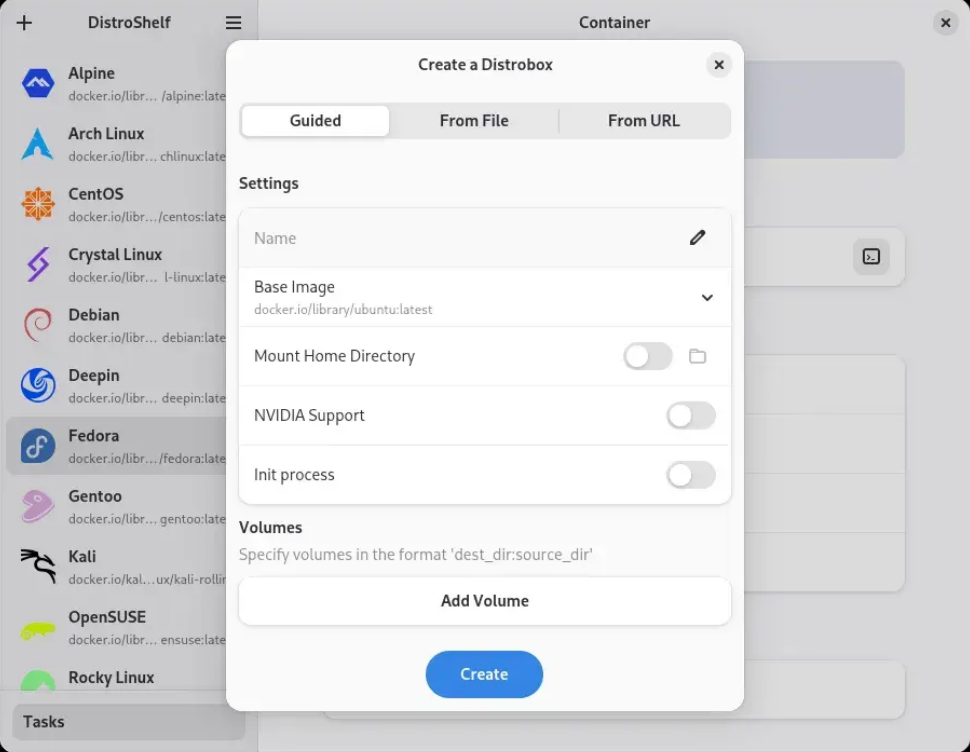 DistroShelf
Container
Alpine
docker.io/libr... /alpine:late
Arch Linux
docker.io/libr... chlinux:late
CentOS
docker.io/libr.../centos:late
Crystal Linux
docker.io/libr... l-linux:late
Debian
docker.io/libr... debian:late
Deepin
docker.io/libr... deepin:late
Fedora
docker.io/libr.../fedora:late
Gentoo
docker.io/libr... gentoo:late
Kali
docker.io/kal...ux/kali-rollin
OpenSUSE
docker.io/libr... ensuse:late
Rocky Linux
Tasks
Create a Distrobox
Guided
From File
From URL
Settings
Name
Base Image
docker.io/library/ubuntu:latest
Mount Home Directory
NVIDIA Support
Init process
Volumes
Specify volumes in the format 'dest_dir:source_dir'
Add Volume
Create